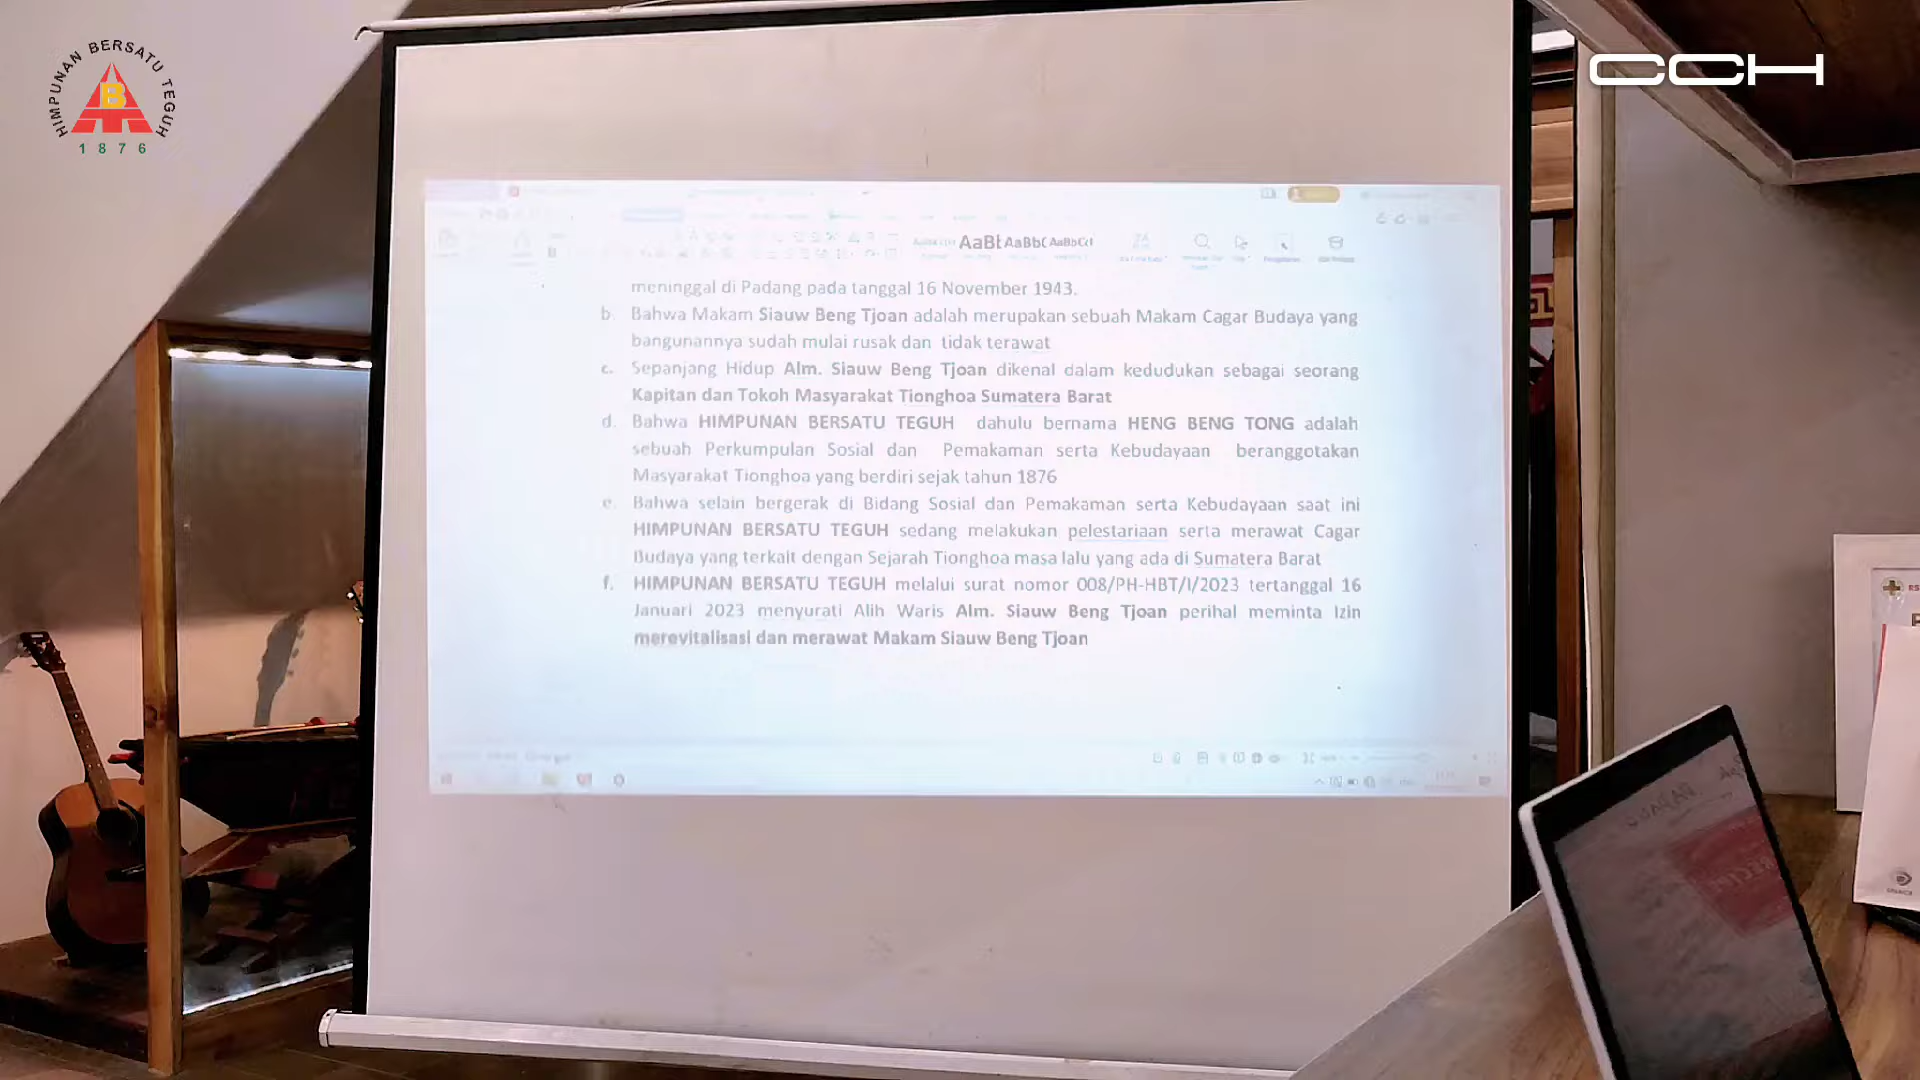 HIMPUNAN BERSATU TEGUH
B
1876
CCH
AaBb AaBbC AaBbCcI
meninggal di Padang pada tanggal 16 November 1943.
b. Bahwa Makam Siauw Beng Tjoan adalah merupakan sebuah Makam Cagar Budaya yang
bangunannya sudah mulai rusak dan tidak terawat
c. Sepanjang Hidup Alm. Siauw Beng Tjoan dikenal dalam kedudukan sebagai seorang
Kapitan dan Tokoh Masyarakat Tionghoa Sumatera Barat
d. Bahwa HIMPUNAN BERSATU TEGUH dahulu bernama HENG BENG TONG adalah
sebuah Perkumpulan Sosial dan Pemakaman serta Kebudayaan beranggotakan
Masyarakat Tionghoa yang berdiri sejak tahun 1876
e. Bahwa selain bergerak di Bidang Sosial dan Pemakaman serta Kebudayaan saat ini
HIMPUNAN BERSATU TEGUH sedang melakukan pelestariaan serta merawat Cagar
Budaya yang terkait dengan Sejarah Tionghoa masa lalu yang ada di Sumatera Barat
f. HIMPUNAN BERSATU TEGUH melalui surat nomor 008/PH-HBT/I/2023 tertanggal 16
Januari 2023 menyurati Alih Waris Alm. Siauw Beng Tjoan perihal meminta Izin
merevitalisasi dan merawat Makam Siauw Beng Tjoan
RS